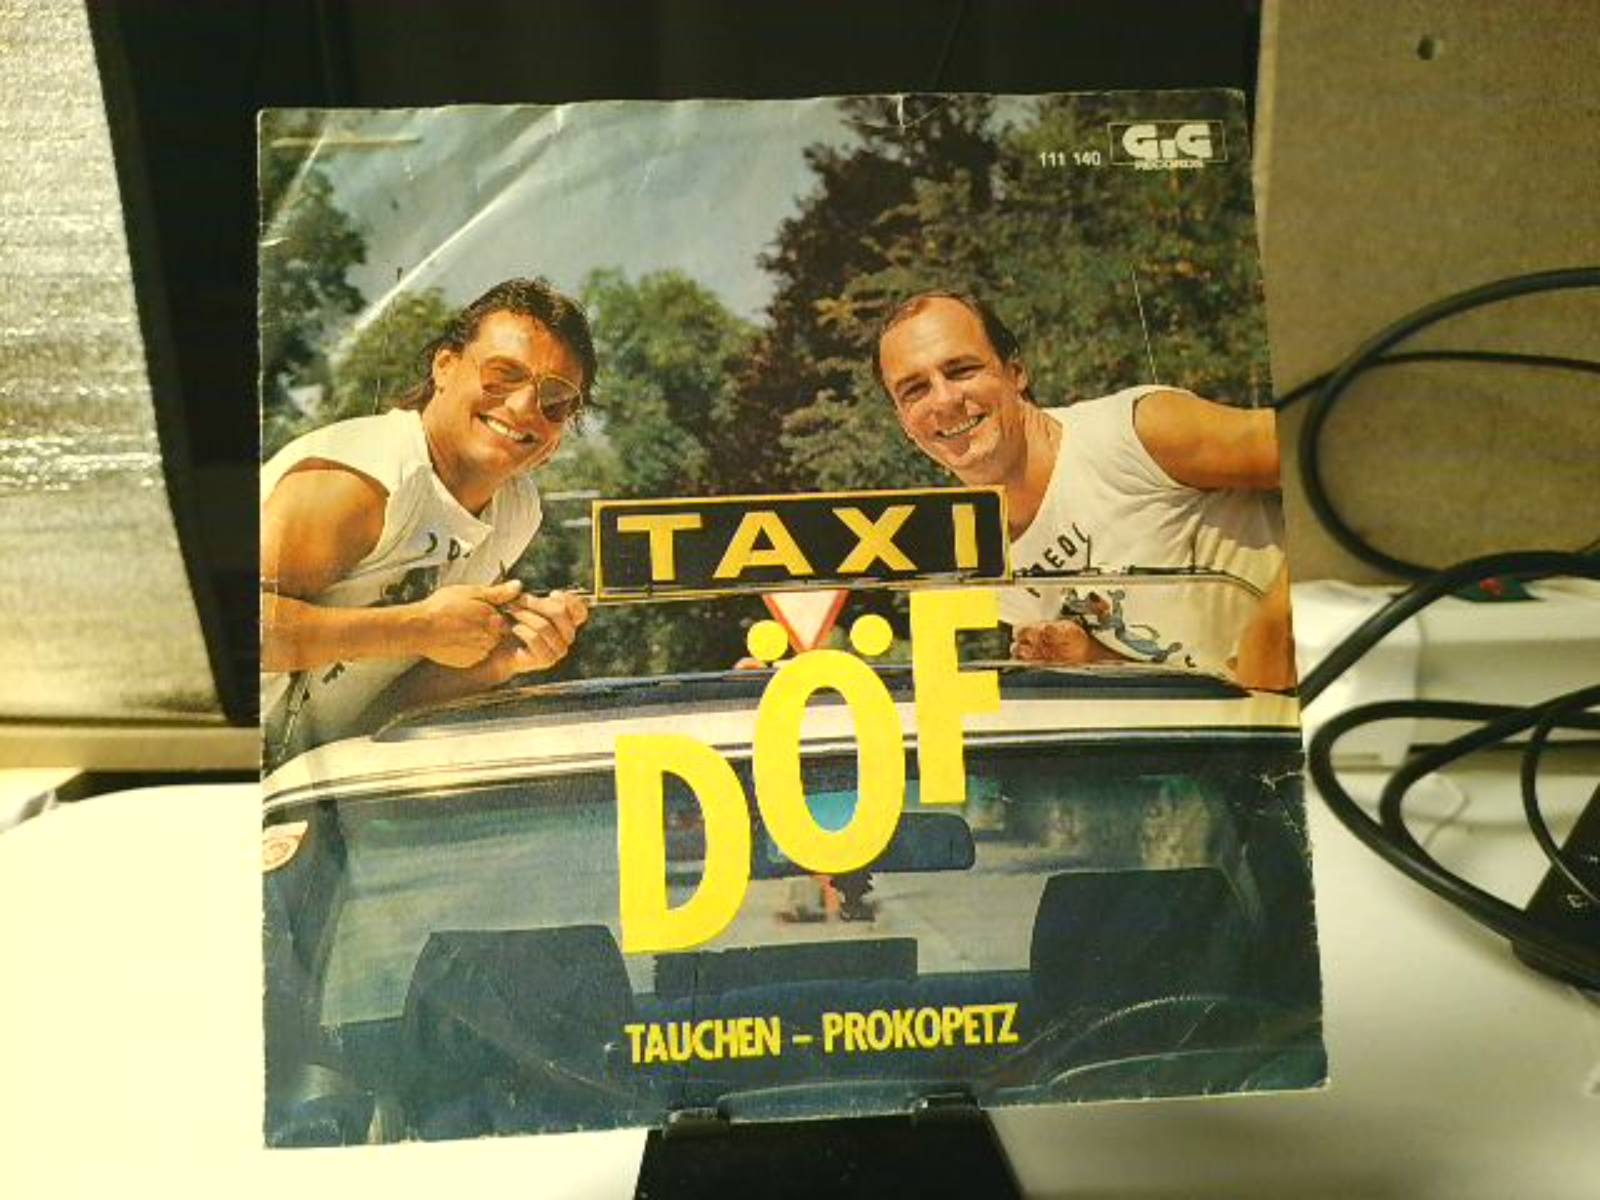 111 140 GiG
RECORDS
TAXI
DÖF
TAUCHEN – PROKOPETZ